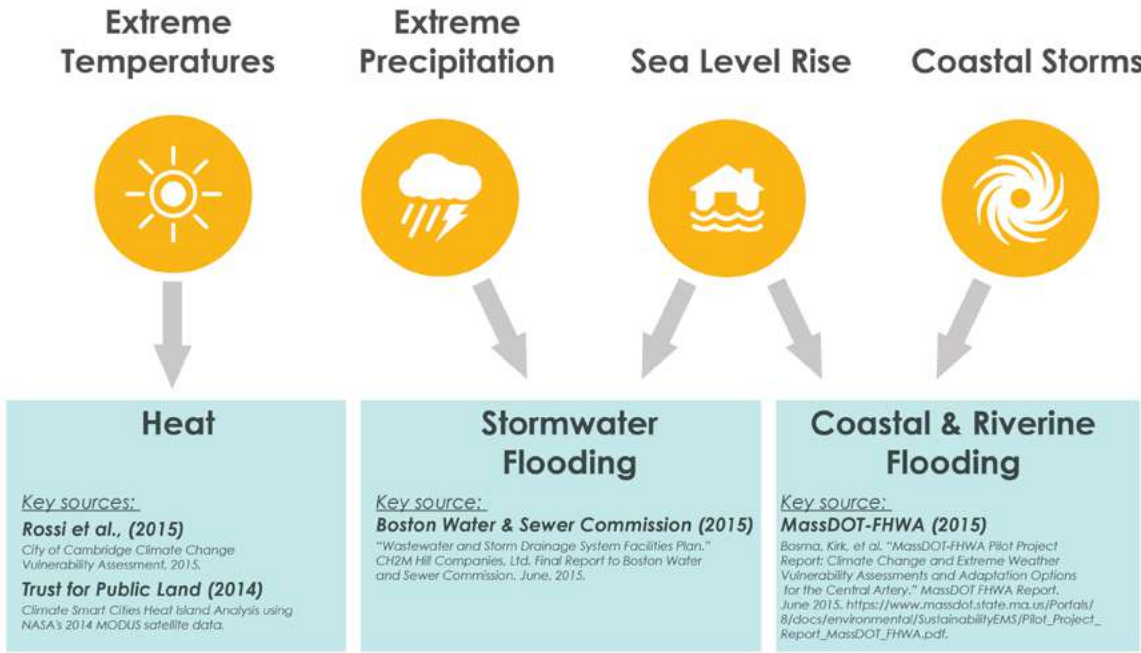 Extreme
Temperatures
Extreme
Precipitation
Sea Level Rise
Coastal Storms
Heat
Key sources:
Rossi et al., (2015)
City of Cambridge Climate Change
Vulnerability Assessment, 2015.
Trust for Public Land (2014)
Climate Smart Cities Heat Island Analysis using
NASA's 2014 MODUS satellite data.
Stormwater
Flooding
Key source:
Boston Water & Sewer Commission (2015)
"Wastewater and Storm Drainage System Facilities Plan."
CH2M Hill Companies, Ltd. Final Report to Boston Water
and Sewer Commission. June, 2015.
Coastal & Riverine
Flooding
Key source:
MassDOT-FHWA (2015)
Bosma, Kirk, et al. "MassDOT-FHWA Pilot Project
Report: Climate Change and Extreme Weather
Vulnerability Assessments and Adaptation Options
for the Central Artery." MassDOT FHWA Report.
June 2015. https://www.massdot.state.ma.us/Portals/
8/docs/environmental/SustainabilityEMS/Pilot_Project_
Report_MassDOT_FHWA.pdf.